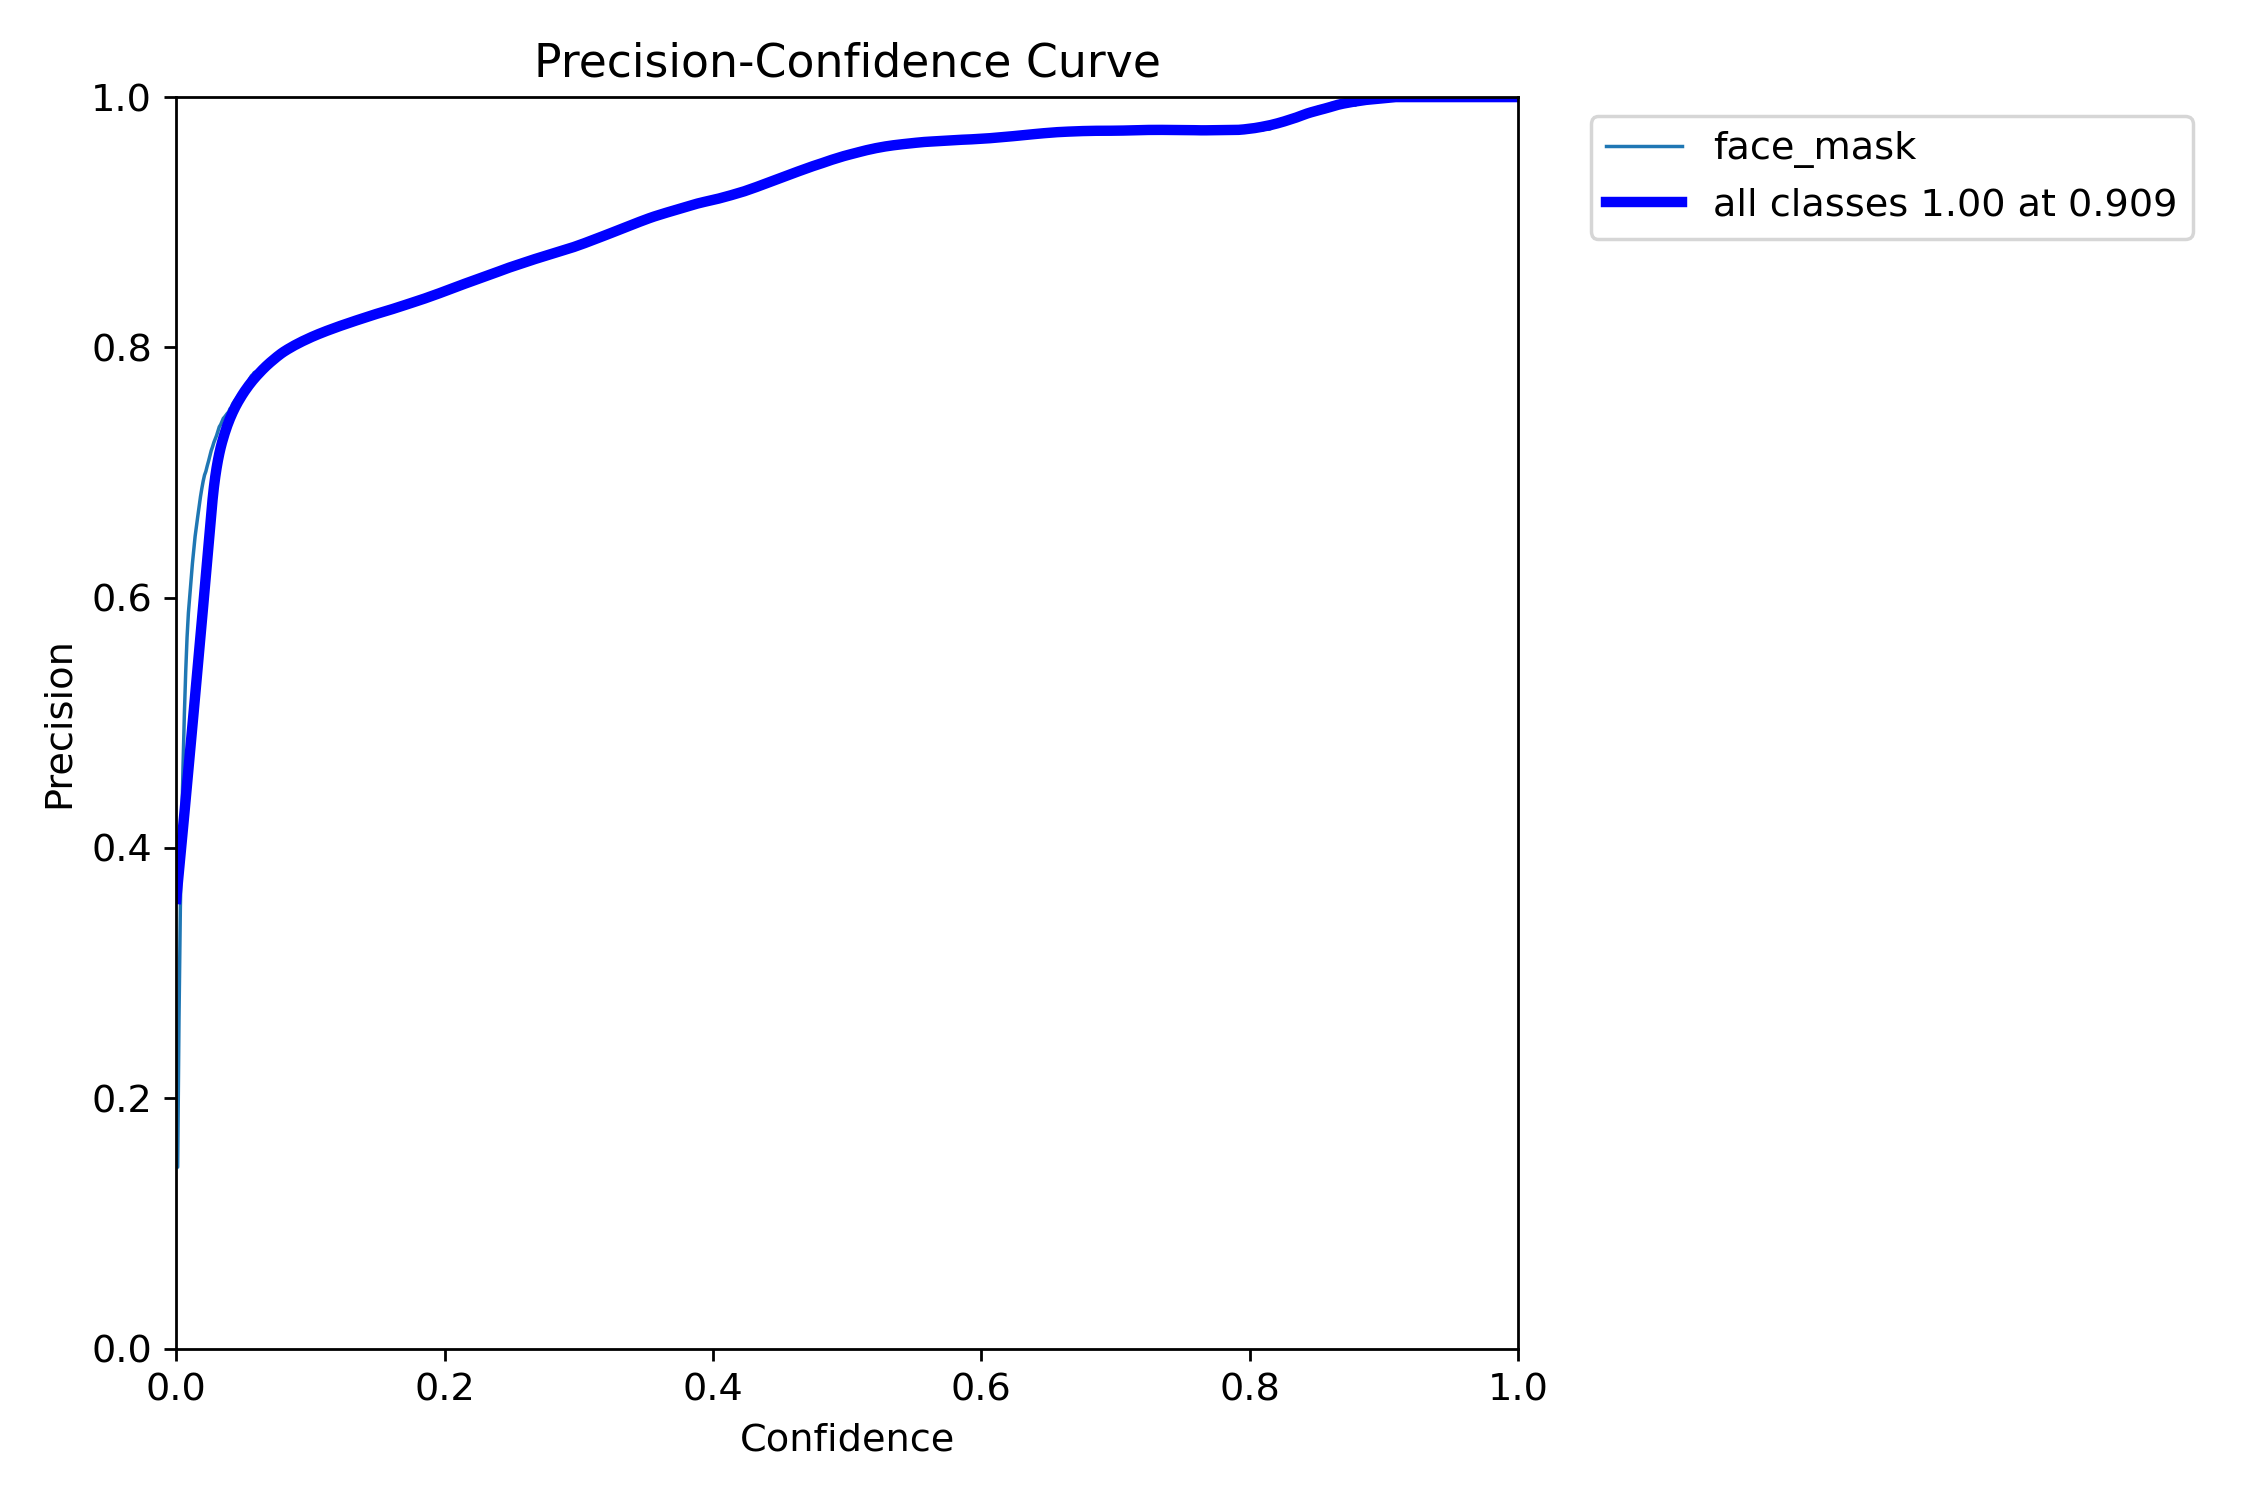 Precision-Confidence Curve
1.0
0.8
0.6
0.4
0.2
0.0
Precision
0.0 0.2 0.4 0.6 0.8 1.0
Confidence
face_mask
all classes 1.00 at 0.909